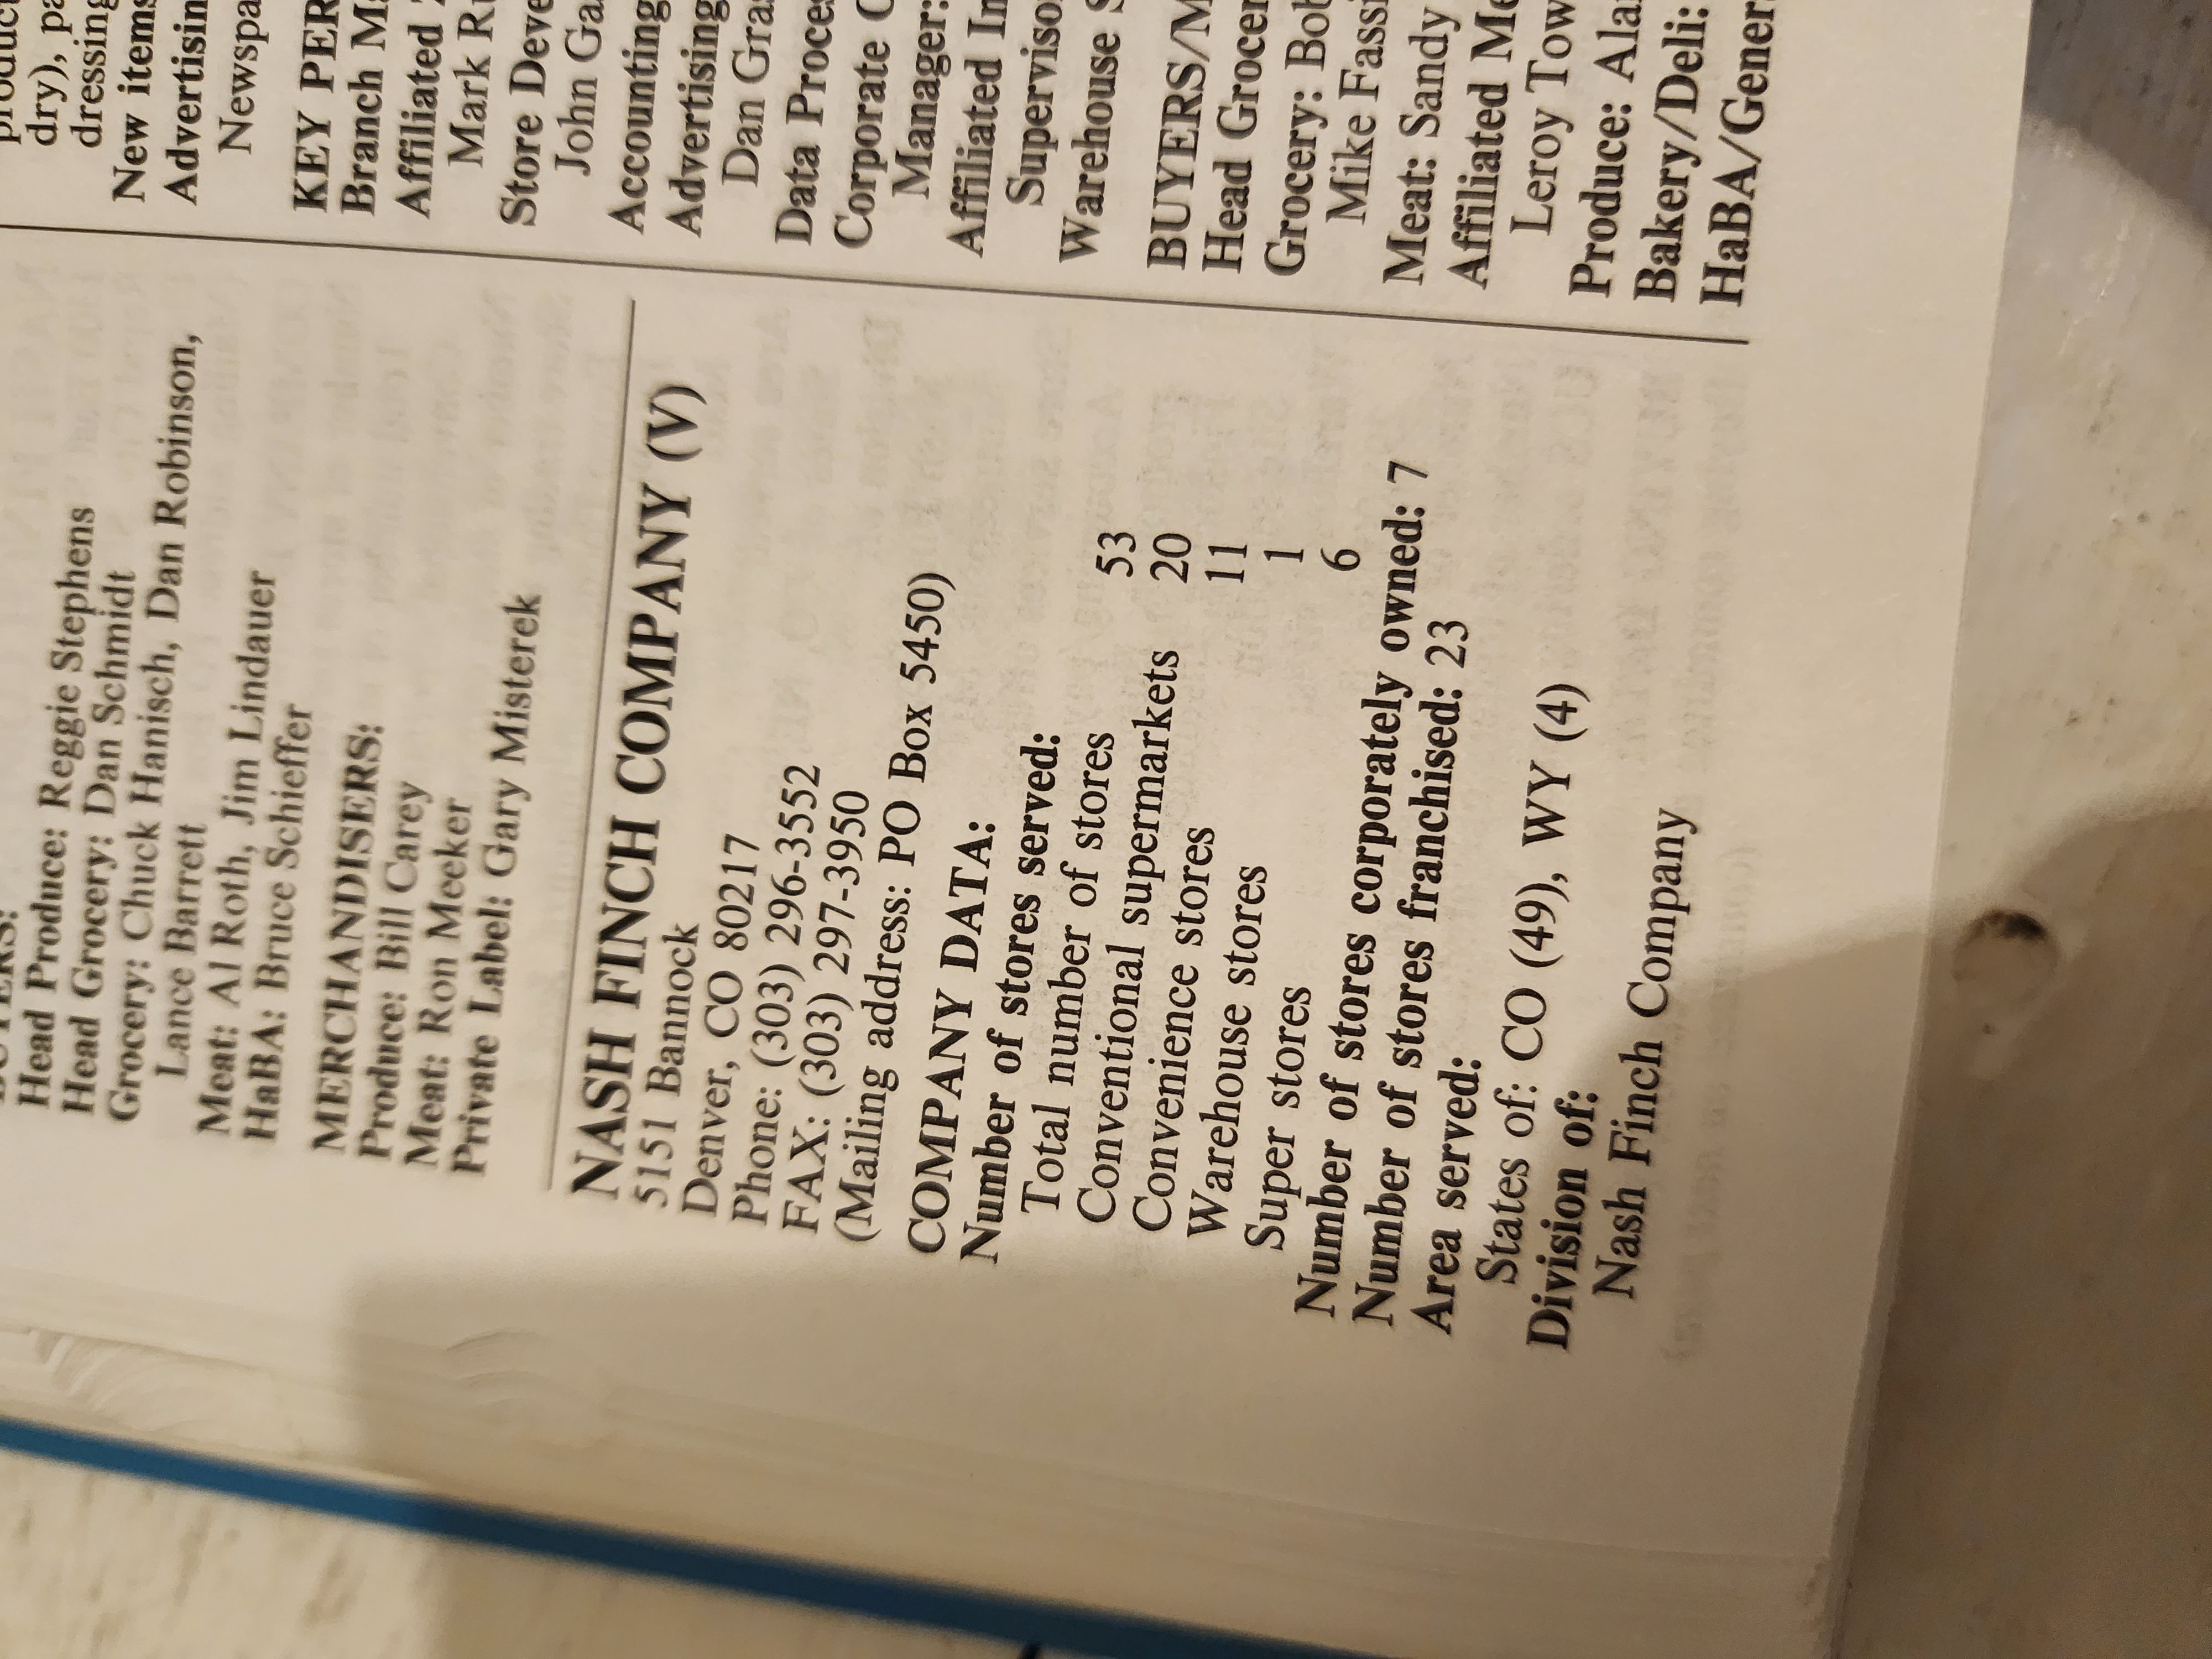 Head Produce: Reggie Stephens
Head Grocery: Dan Schmidt
Grocery: Chuck Hanisch, Dan Robinson,
Lance Barrett
Meat: Al Roth, Jim Lindauer
HaBA: Bruce Schieffer
MERCHANDISERS:
Produce: Bill Carey
Meat: Ron Meeker
Private Label: Gary Misterek
NASH FINCH COMPANY (V)
5151 Bannock
Denver, CO 80217
Phone: (303) 296-3552
FAX: (303) 297-3950
(Mailing address: PO Box 5450)
COMPANY DATA:
Number of stores served:
Total number of stores 53
Conventional supermarkets 20
Convenience stores 11
Warehouse stores 1
Super stores 6
Number of stores corporately owned: 7
Number of stores franchised: 23
Area served:
States of: CO (49), WY (4)
Division of:
Nash Finch Company
dry),
dressing
New items
Advertisin
Newspa
KEY PER
Branch
Affiliated
Mark
Store Deve
John Ga
Accounting
Advertising
Dan Gra
Data Proces
Corporate
Manager:
Affiliated In
Superviso
Warehouse
BUYERS/M
Head Grocer
Grocery: Bob
Mike Fassi
Meat: Sandy
Affiliated Me
Leroy Tow
Produce: Ala
Bakery/Deli:
HaBA/Gener